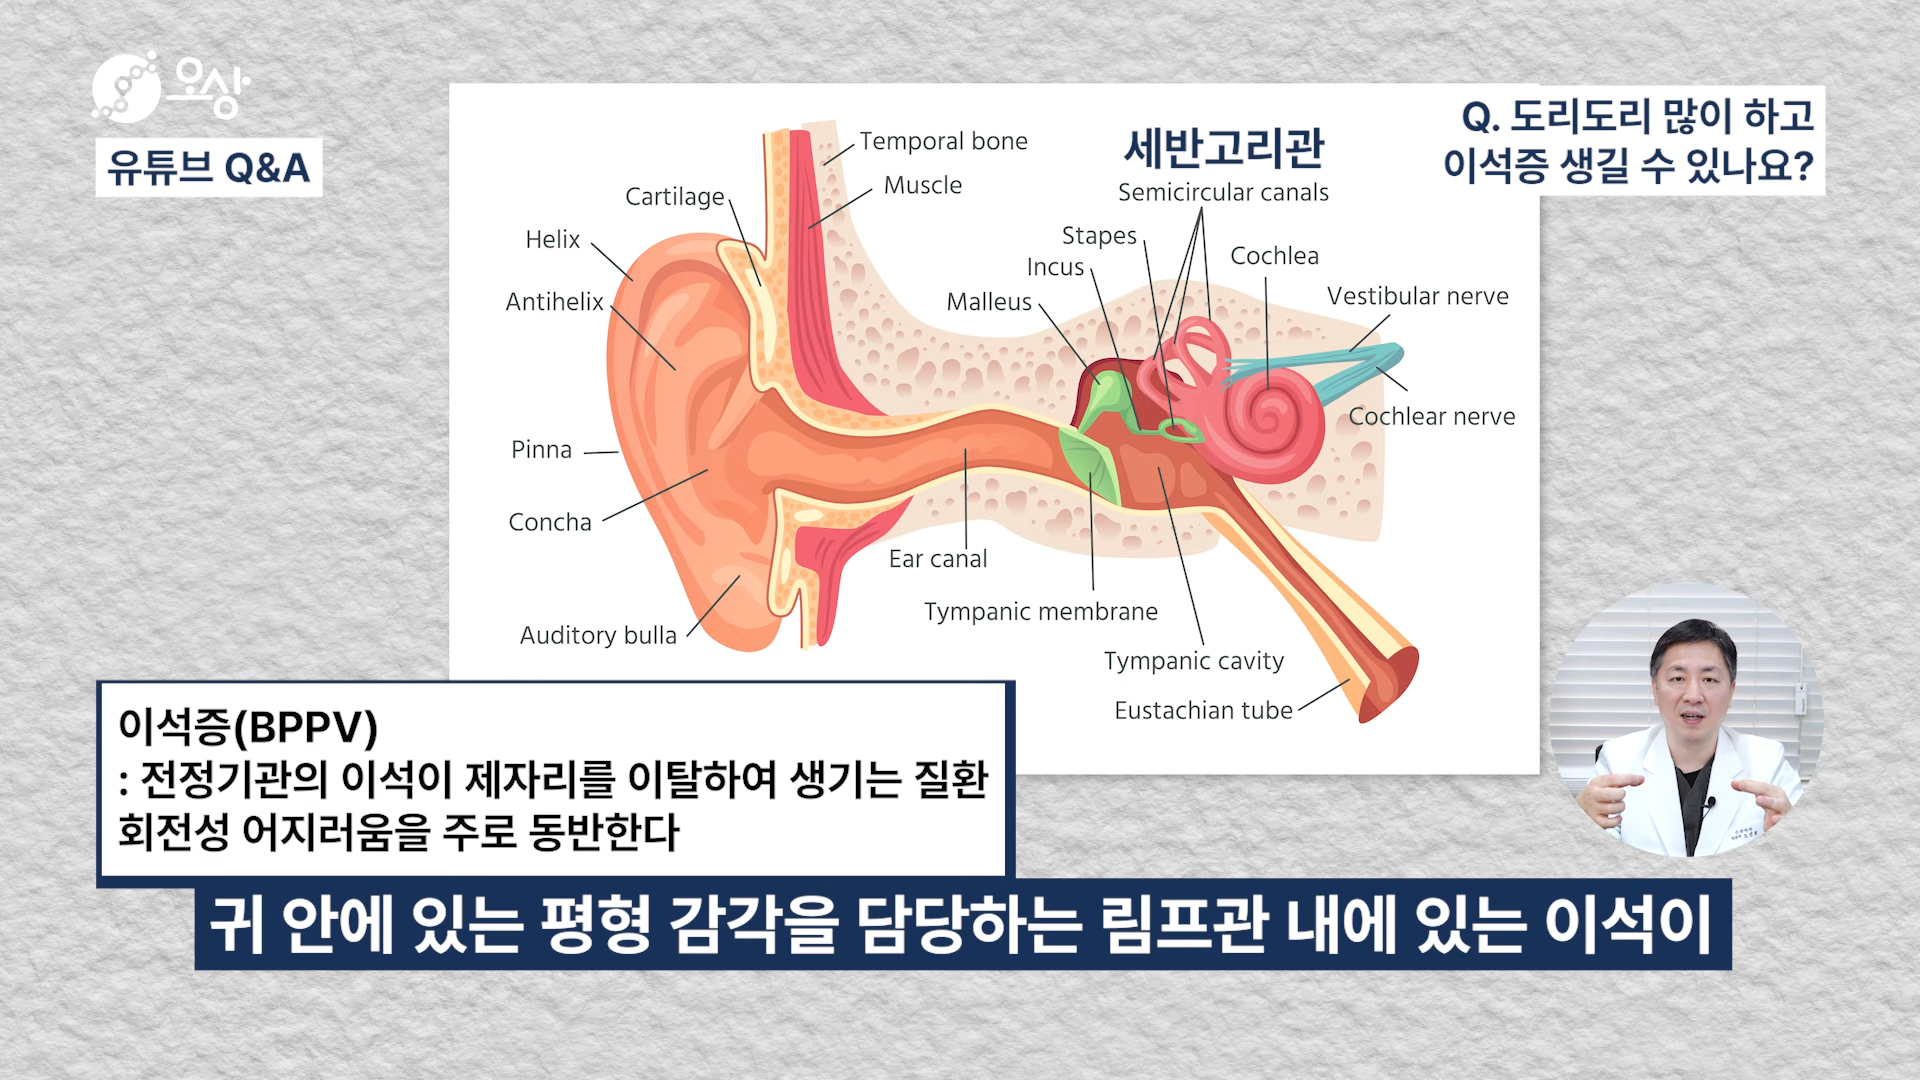 오상
유튜브 Q&A
Q. 도리도리 많이 하고
이석증 생길 수 있나요?
세반고리관
Semicircular canals
Temporal bone
Muscle
Cartilage
Helix
Antihelix
Pinna
Concha
Auditory bulla
Stapes
Incus
Malleus
Cochlea
Vestibular nerve
Cochlear nerve
Ear canal
Tympanic membrane
Tympanic cavity
Eustachian tube
이석증(BPPV)
: 전정기관의 이석이 제자리를 이탈하여 생기는 질환
회전성 어지러움을 주로 동반한다
귀 안에 있는 평형 감각을 담당하는 림프관 내에 있는 이석이